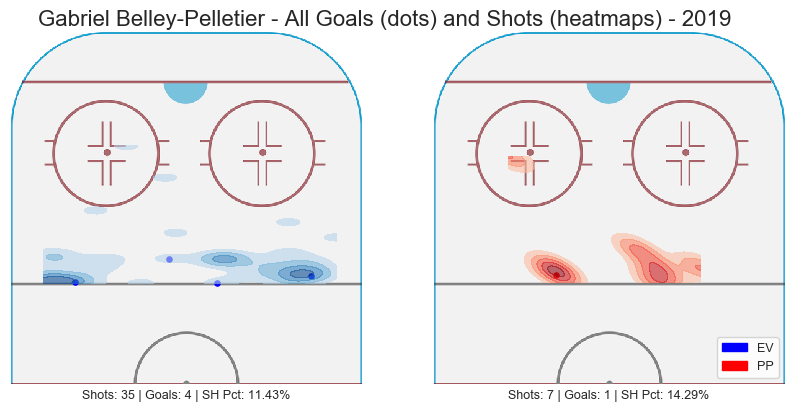 Gabriel Belley-Pelletier - All Goals (dots) and Shots (heatmaps) - 2019
EV
PP
Shots: 35 | Goals: 4 | SH Pct: 11.43%
Shots: 7 | Goals: 1 | SH Pct: 14.29%